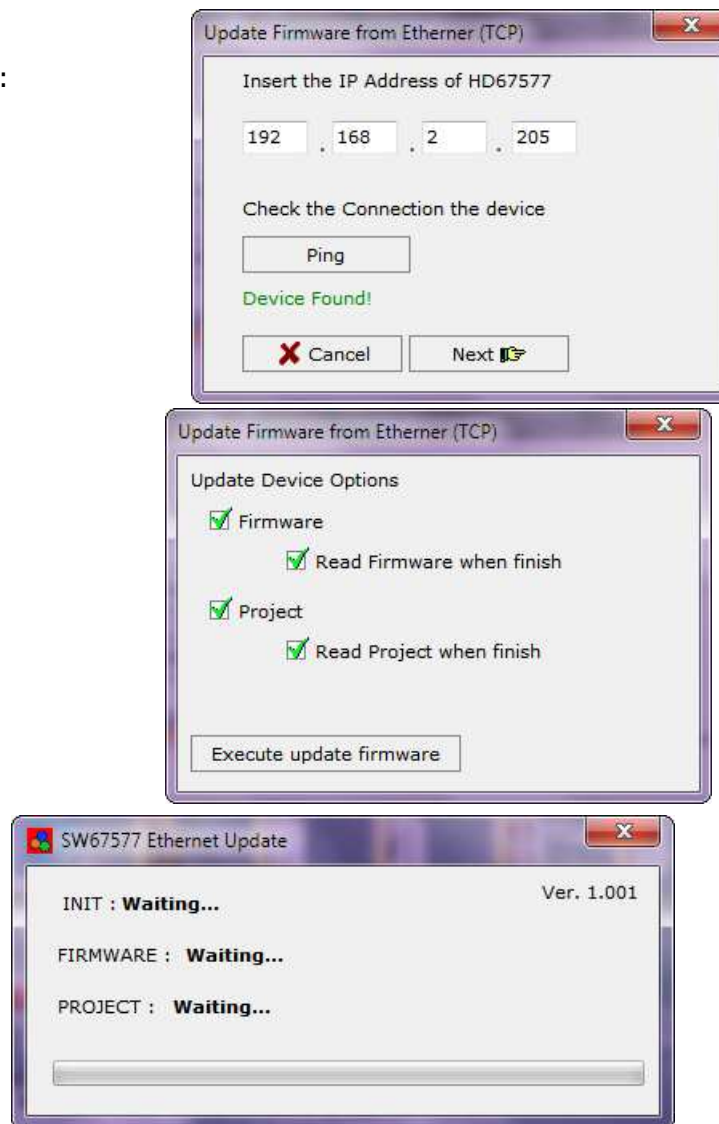 :
Update Firmware from Etherner (TCP)
Insert the IP Address of HD67577
192 . 168 . 2 . 205
Check the Connection the device
Ping
Device Found!
Cancel Next
Update Firmware from Etherner (TCP)
Update Device Options
Firmware
Read Firmware when finish
Project
Read Project when finish
Execute update firmware
SW67577 Ethernet Update
INIT : Waiting... Ver. 1.001
FIRMWARE : Waiting...
PROJECT : Waiting...